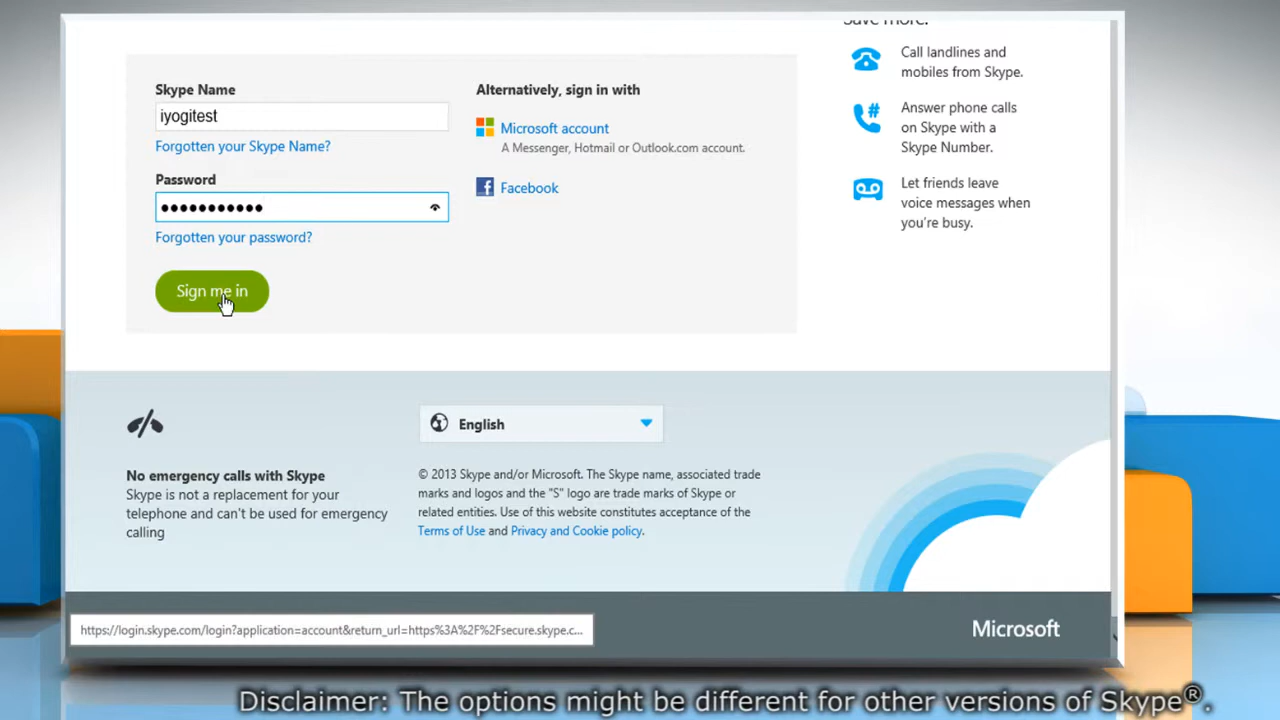 Save more.
Skype Name
iyogitest
Forgotten your Skype Name?
Password
●●●●●●●●●●●
Forgotten your password?
Sign me in
Alternatively, sign in with
Microsoft account
A Messenger, Hotmail or Outlook.com account.
Facebook
Call landlines and
mobiles from Skype.
Answer phone calls
on Skype with a
Skype Number.
Let friends leave
voice messages when
you're busy.
No emergency calls with Skype
Skype is not a replacement for your
telephone and can't be used for emergency
calling
English
© 2013 Skype and/or Microsoft. The Skype name, associated trade
marks and logos and the "S" logo are trade marks of Skype or
related entities. Use of this website constitutes acceptance of the
Terms of Use and Privacy and Cookie policy.
https://login.skype.com/login?application=account&return_url=https%3A%2F%2Fsecure.skype.c...
Microsoft
Disclaimer: The options might be different for other versions of Skype®.